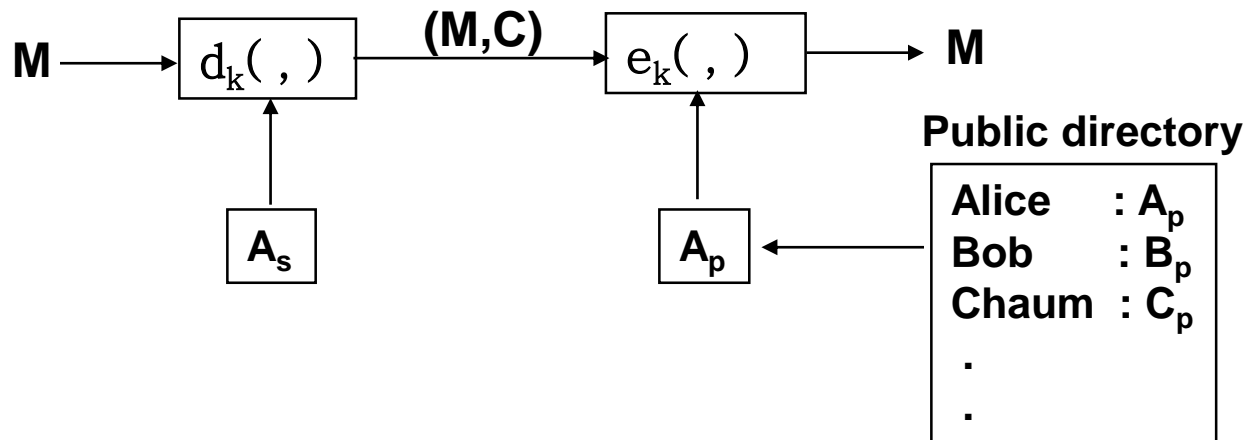 M
d_k( , )
(M,C)
e_k( , )
M
A_s
A_p
Public directory
Alice : A_p
Bob : B_p
Chaum : C_p
.
.